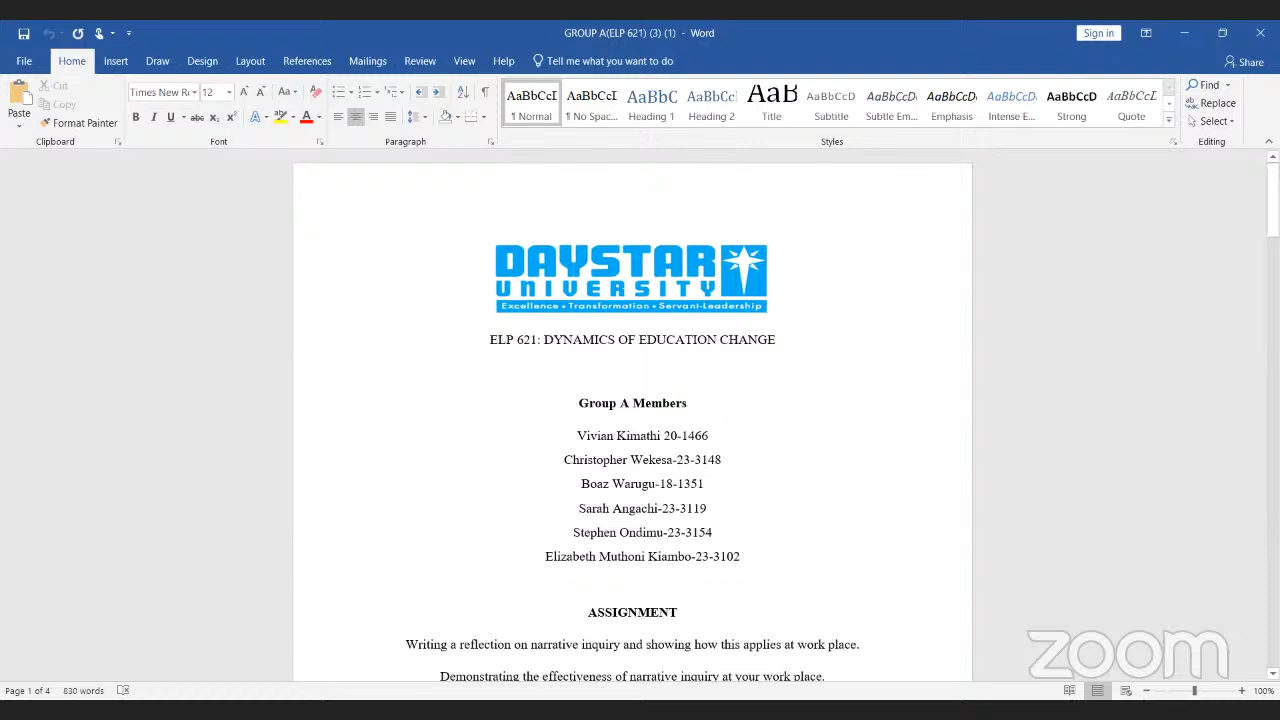 GROUP A(ELP 621) (3) (1) - Word
Sign in
File Home Insert Draw Design Layout References Mailings Review View Help Tell me what you want to do
Share
Paste
Cut
Copy
Format Painter
Clipboard
Times New R 12
Aa
B I U abc X₂ X²
A
Font
Paragraph
AaBbCcI AaBbCcI AaBbC AaBbC AaB AaBbCcD AaBbCcD AaBbCcD AaBbCcD AaBbCcD AaBbCcI
¶ Normal ¶ No Spac... Heading 1 Heading 2 Title Subtitle Subtle Em... Emphasis Intense E... Strong Quote
Styles
Find
Replace
Select
Editing
DAYSTAR
UNIVERSITY
Excellence • Transformation • Servant-Leadership
ELP 621: DYNAMICS OF EDUCATION CHANGE
Group A Members
Vivian Kimathi 20-1466
Christopher Wekesa-23-3148
Boaz Warugu-18-1351
Sarah Angachi-23-3119
Stephen Ondimu-23-3154
Elizabeth Muthoni Kiambo-23-3102
ASSIGNMENT
Writing a reflection on narrative inquiry and showing how this applies at work place.
Demonstrating the effectiveness of narrative inquiry at your work place.
zoom
Page 1 of 4 830 words
100%